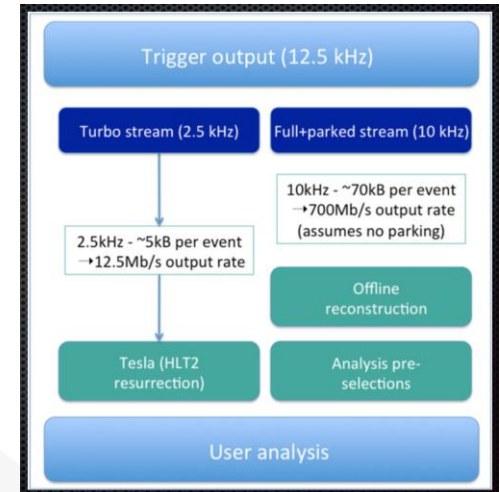 Trigger output (12.5 kHz)
Turbo stream (2.5 kHz)
Full+parked stream (10 kHz)
10kHz - ~70kB per event
→700Mb/s output rate
(assumes no parking)
2.5kHz - ~5kB per event
→12.5Mb/s output rate
Offline
reconstruction
Tesla (HLT2
resurrection)
Analysis pre-
selections
User analysis